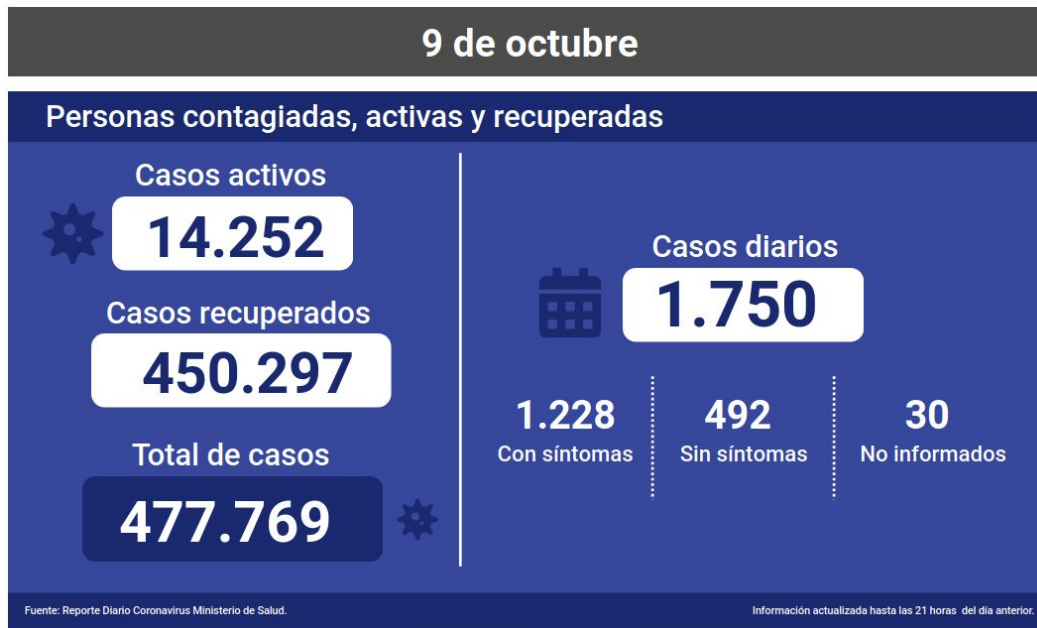 9 de octubre
Personas contagiadas, activas y recuperadas
Casos activos
14.252
Casos recuperados
450.297
Total de casos
477.769
Casos diarios
1.750
1.228
Con síntomas
492
Sin síntomas
30
No informados
Fuente: Reporte Diario Coronavirus Ministerio de Salud.
Información actualizada hasta las 21 horas del día anterior.